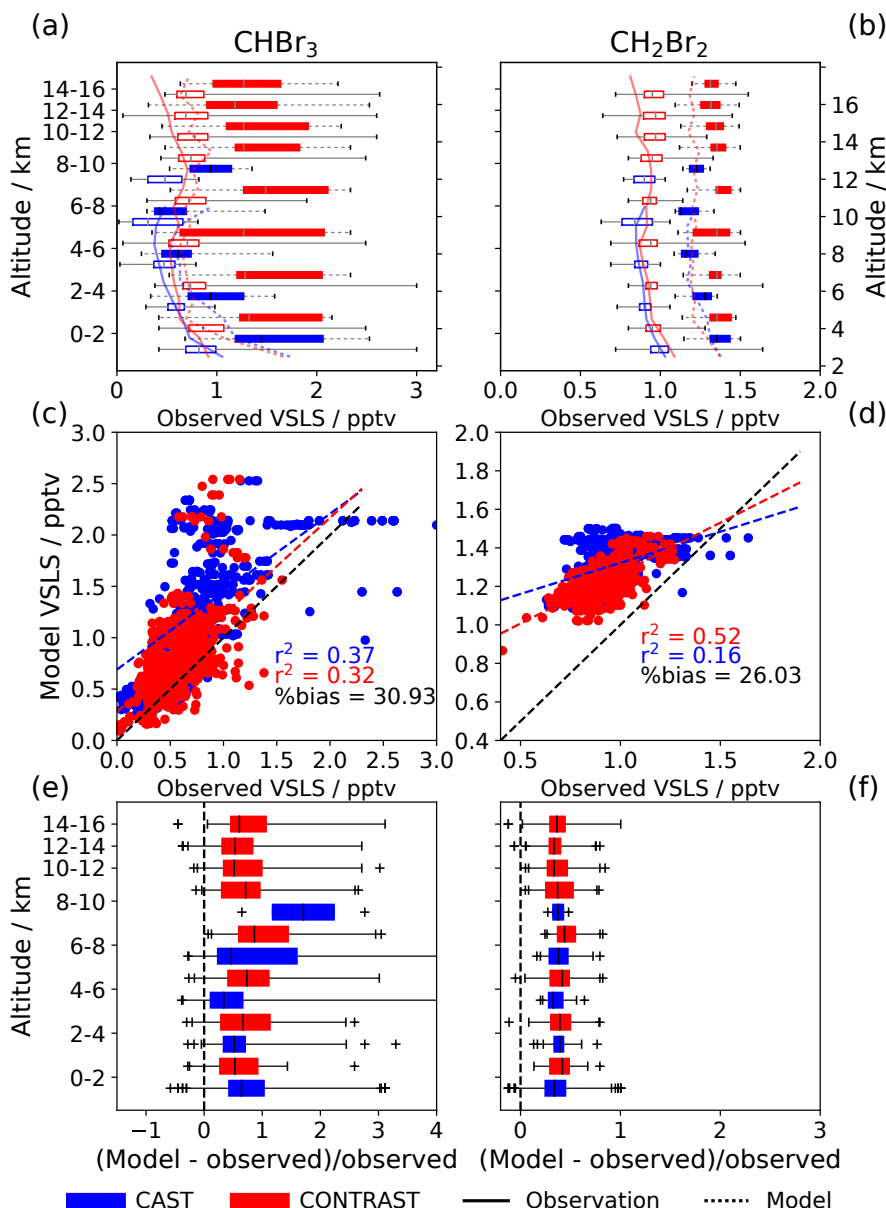 (a) CHBr₃ CH₂Br₂ (b)
Altitude / km
14-16
12-14
10-12
8-10
6-8
4-6
2-4
0-2
0 1 2 3
Observed VSLS / pptv
0.0 0.5 1.0 1.5 2.0
Observed VSLS / pptv
16
14
12
10
8
6
4
2
Altitude / km
(c) (d)
Model VSLS / pptv
3.0
2.5
2.0
1.5
1.0
0.5
0.0
r² = 0.37
r² = 0.32
%bias = 30.93
0.0 0.5 1.0 1.5 2.0 2.5 3.0
Observed VSLS / pptv
2.0
1.8
1.6
1.4
1.2
1.0
0.8
0.6
0.4
r² = 0.52
r² = 0.16
%bias = 26.03
0.5 1.0 1.5 2.0
Observed VSLS / pptv
(e) (f)
Altitude / km
14-16
12-14
10-12
8-10
6-8
4-6
2-4
0-2
−1 0 1 2 3 4
(Model - observed)/observed
0 1 2 3
(Model - observed)/observed
CAST CONTRAST Observation Model